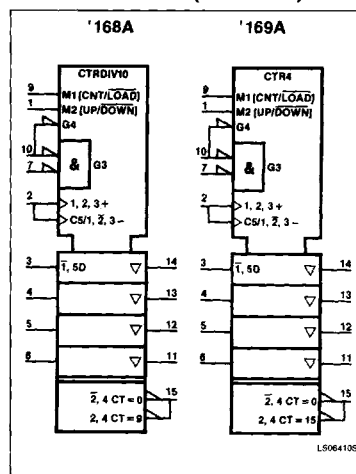 '168A
'169A
CTRDIV10
9 M1 [CNT/LOAD]
1 M2 [UP/DOWN]
G4
10
7
& G3
2
1, 2, 3 +
C5/1, 2, 3 –
3 1, 5D 14
4 13
5 12
6 11
2, 4 CT = 0 15
2, 4 CT = 9
CTR4
9 M1 [CNT/LOAD]
1 M2 [UP/DOWN]
G4
10
7
& G3
2
1, 2, 3 +
C5/1, 2, 3 –
3 1, 5D 14
4 13
5 12
6 11
2, 4 CT = 0 15
2, 4 CT = 15
LS06410S